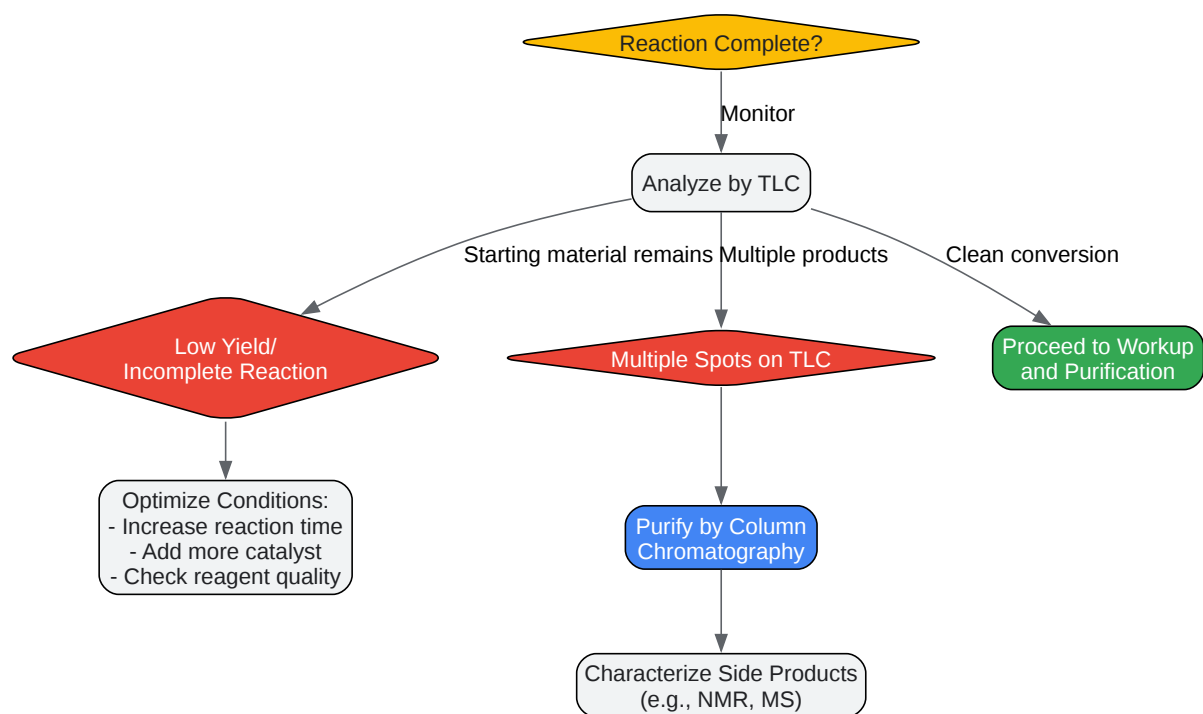 Reaction Complete?
Monitor
Analyze by TLC
Starting material remains
Multiple products
Clean conversion
Low Yield/
Incomplete Reaction
Multiple Spots on TLC
Proceed to Workup
and Purification
Optimize Conditions:
- Increase reaction time
- Add more catalyst
- Check reagent quality
Purify by Column
Chromatography
Characterize Side Products
(e.g., NMR, MS)